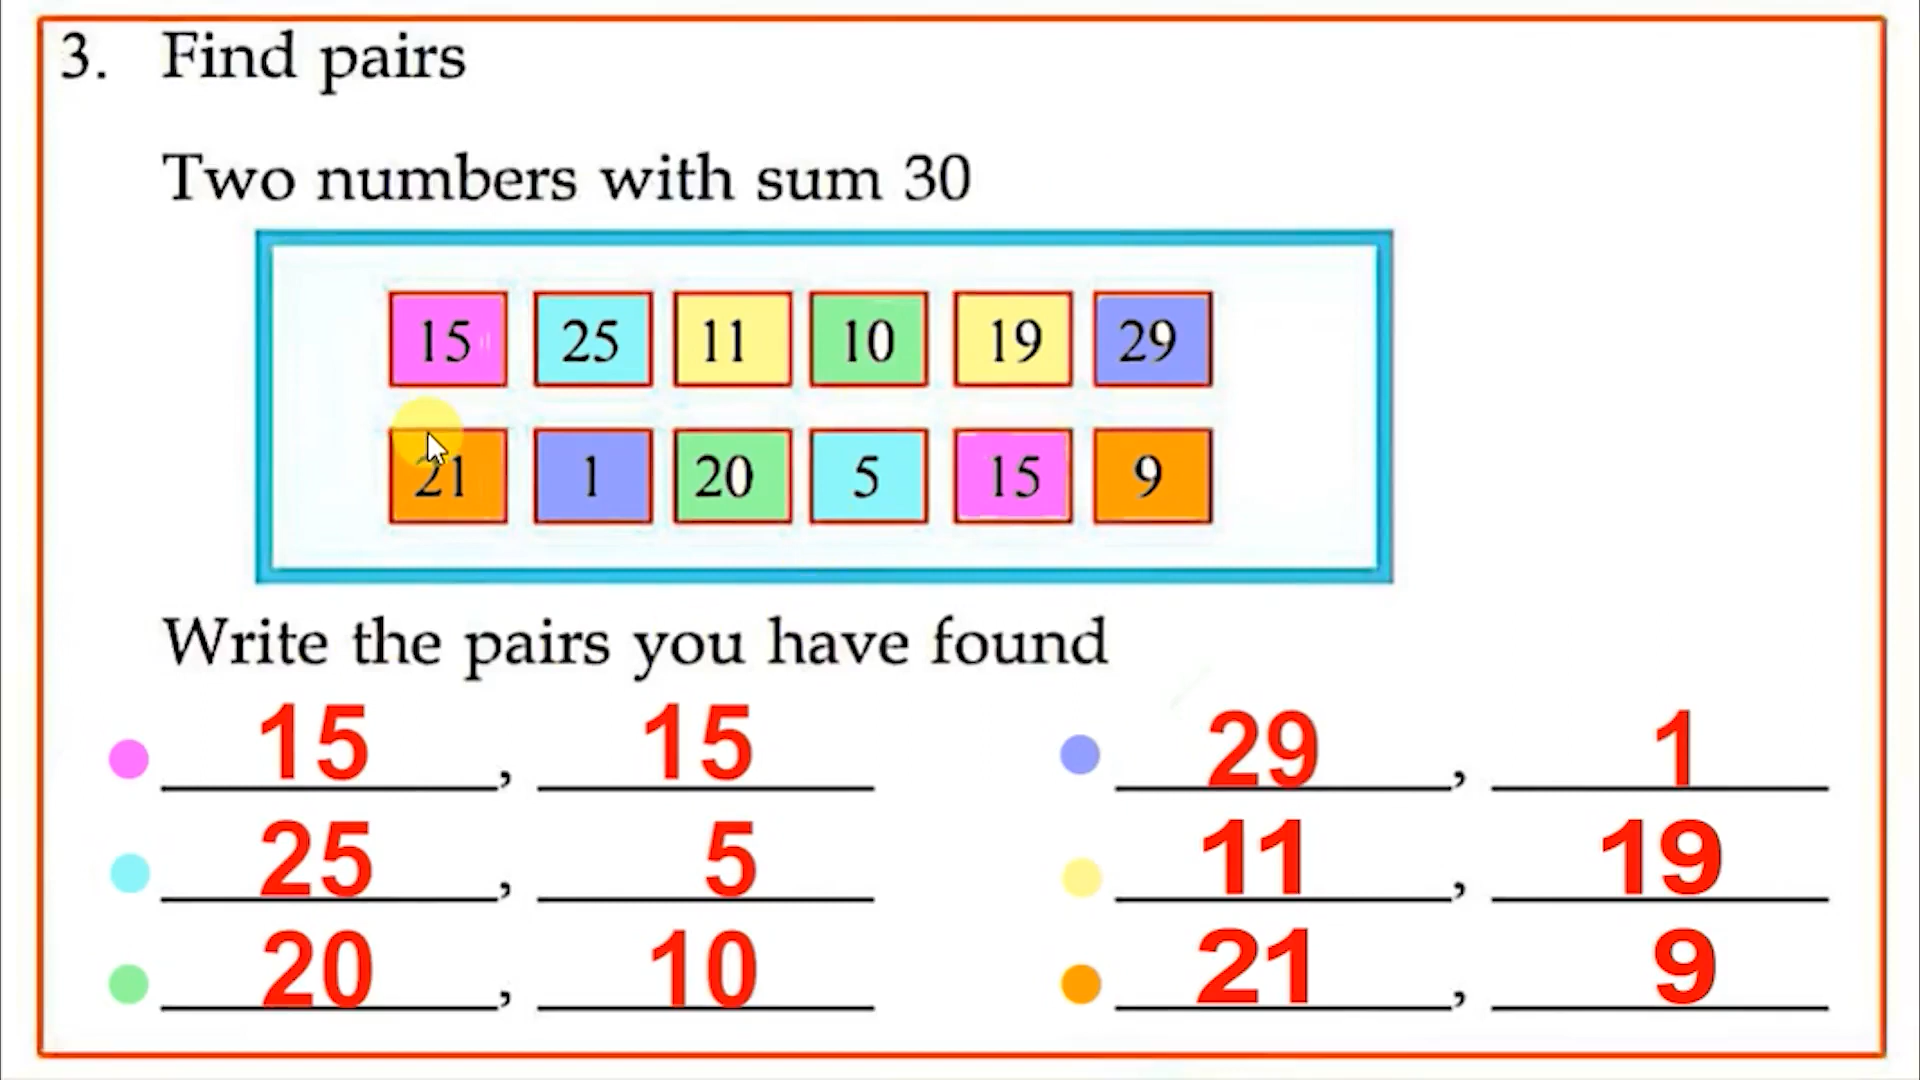 3. Find pairs
Two numbers with sum 30
15 25 11 10 19 29
21 1 20 5 15 9
Write the pairs you have found
15, 15 29, 1
25, 5 11, 19
20, 10 21, 9